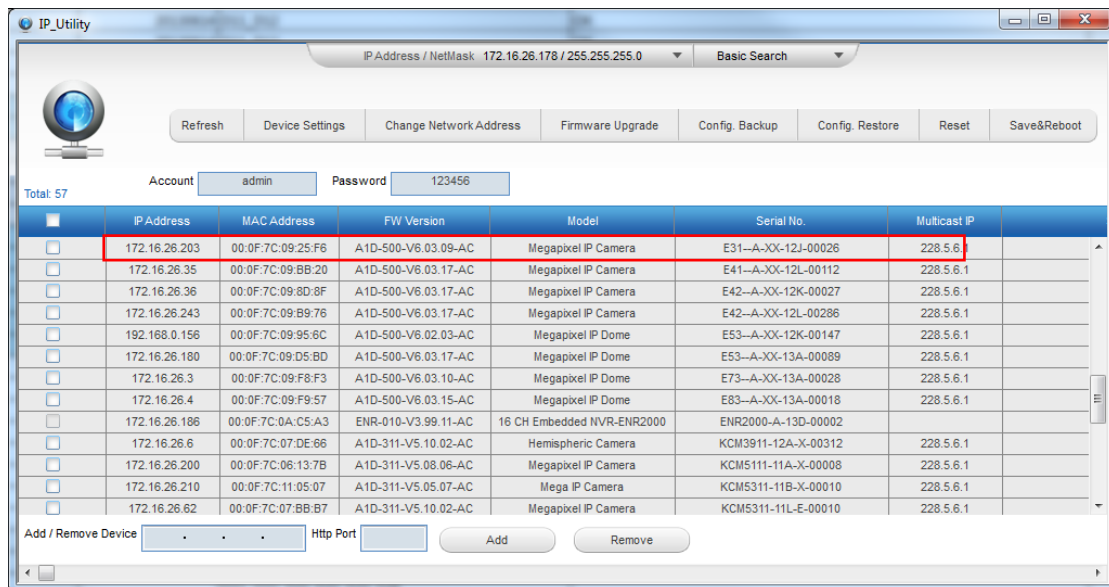 IP_Utility
IP Address / NetMask 172.16.26.178 / 255.255.255.0 Basic Search
Refresh Device Settings Change Network Address Firmware Upgrade Config. Backup Config. Restore Reset Save&Reboot
Account admin Password 123456
Total: 57
IP Address MAC Address FW Version Model Serial No. Multicast IP
172.16.26.203 00:0F:7C:09:25:F6 A1D-500-V6.03.09-AC Megapixel IP Camera E31--A-XX-12J-00026 228.5.6.1
172.16.26.35 00:0F:7C:09:BB:20 A1D-500-V6.03.17-AC Megapixel IP Camera E41--A-XX-12L-00112 228.5.6.1
172.16.26.36 00:0F:7C:09:8D:8F A1D-500-V6.03.17-AC Megapixel IP Camera E42--A-XX-12K-00027 228.5.6.1
172.16.26.243 00:0F:7C:09:B9:76 A1D-500-V6.03.17-AC Megapixel IP Camera E42--A-XX-12L-00286 228.5.6.1
192.168.0.156 00:0F:7C:09:95:6C A1D-500-V6.02.03-AC Megapixel IP Dome E53--A-XX-12K-00147 228.5.6.1
172.16.26.180 00:0F:7C:09:D5:BD A1D-500-V6.03.17-AC Megapixel IP Dome E53--A-XX-13A-00089 228.5.6.1
172.16.26.3 00:0F:7C:09:F8:F3 A1D-500-V6.03.10-AC Megapixel IP Dome E73--A-XX-13A-00028 228.5.6.1
172.16.26.4 00:0F:7C:09:F9:57 A1D-500-V6.03.15-AC Megapixel IP Dome E83--A-XX-13A-00018 228.5.6.1
172.16.26.186 00:0F:7C:0A:C5:A3 ENR-010-V3.99.11-AC 16 CH Embedded NVR-ENR2000 ENR2000-A-13D-00002
172.16.26.6 00:0F:7C:07:DE:66 A1D-311-V5.10.02-AC Hemispheric Camera KCM3911-12A-X-00312 228.5.6.1
172.16.26.200 00:0F:7C:06:13:7B A1D-311-V5.08.06-AC Megapixel IP Camera KCM5111-11A-X-00008 228.5.6.1
172.16.26.210 00:0F:7C:11:05:07 A1D-311-V5.05.07-AC Mega IP Camera KCM5311-11B-X-00010 228.5.6.1
172.16.26.62 00:0F:7C:07:BB:B7 A1D-311-V5.10.02-AC Megapixel IP Camera KCM5311-11L-E-00010 228.5.6.1
Add / Remove Device . . . Http Port Add Remove